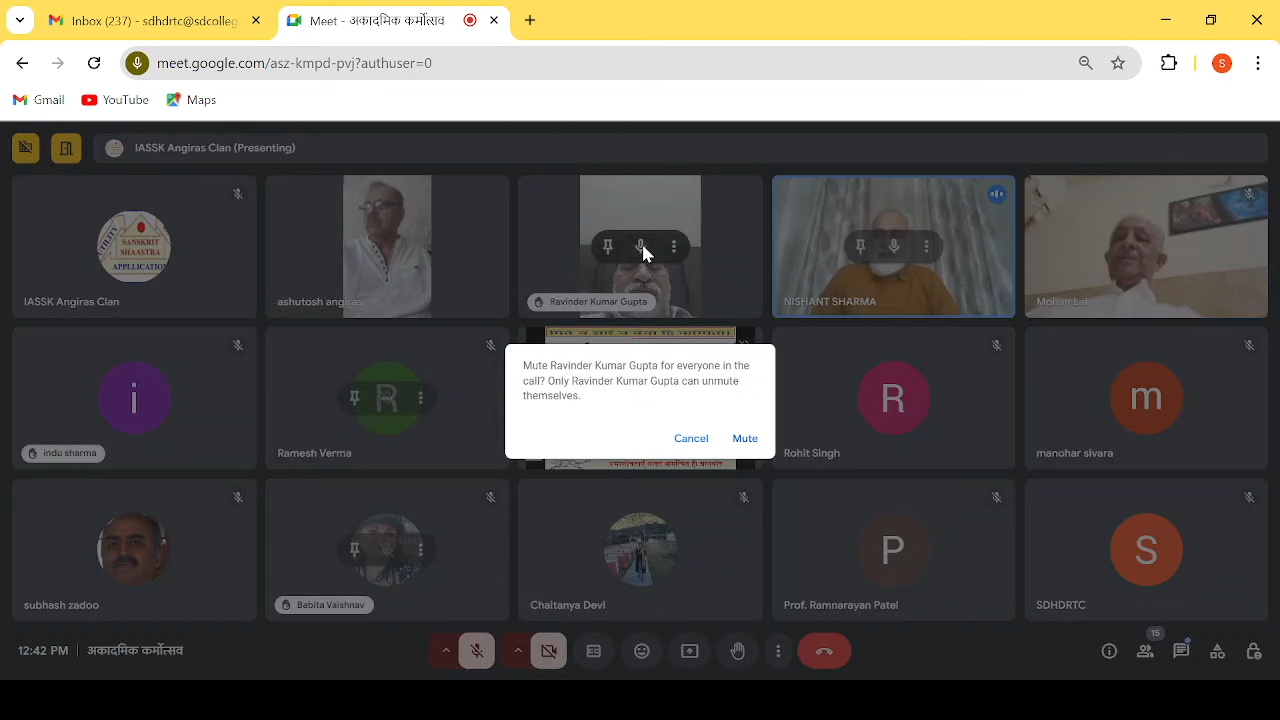 Inbox (237) - sdhdrtc@sdcolleg
Meet - अकादमिक कर्मोत्सव
meet.google.com/asz-kmpd-pvj?authuser=0
S
Gmail
YouTube
Maps
IASSK Angiras Clan (Presenting)
SANSKRIT
SHAASTRA
APPLICATION
IASSK Angiras Clan
ashutosh angiras
Ravinder Kumar Gupta
NISHANT SHARMA
Mohan Lal
Mute Ravinder Kumar Gupta for everyone in the
call? Only Ravinder Kumar Gupta can unmute
themselves.
Cancel
Mute
i
indu sharma
R
Ramesh Verma
R
Rohit Singh
m
manohar sivara
subhash zadoo
Babita Vaishnav
Chaitanya Devi
P
Prof. Ramnarayan Patel
S
SDHDRTC
12:42 PM
अकादमिक कर्मोत्सव
15